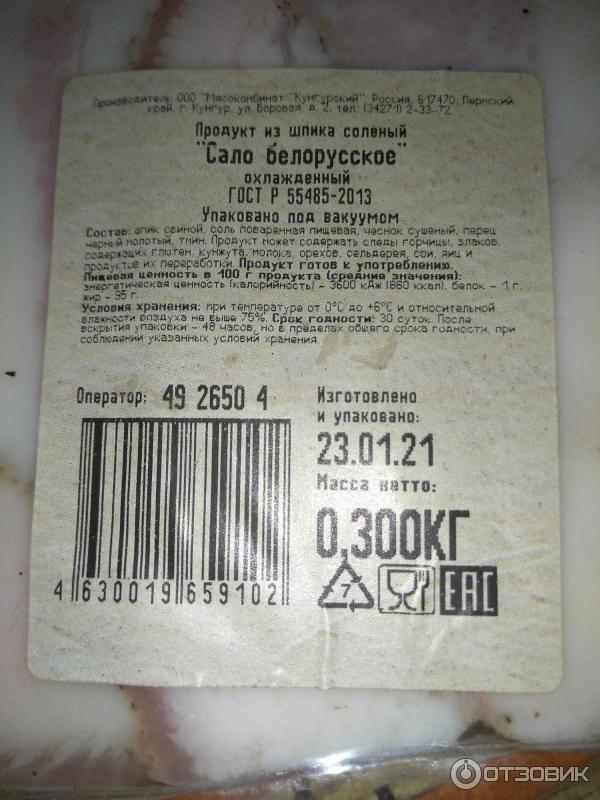 Производитель: ООО "Мясокомбинат "Кунгурский", Россия, 617470, Пермский
край, г. Кунгур, ул. Боровая, д. 2, тел. (34271) 2-33-72
Продукт из шпика соленый
"Сало белорусское"
охлажденный
ГОСТ Р 55485-2013
Упаковано под вакуумом
Состав: шпик свиной, соль поваренная пищевая, чеснок сушеный, перец
черный молотый, тмин. Продукт может содержать следы горчицы, злаков,
содержащих глютен, кунжута, молока, орехов, сельдерея, сои, яиц и
продуктов их переработки. Продукт готов к употреблению.
Пищевая ценность в 100 г продукта (средние значения):
энергетическая ценность (калорийность) - 3600 кДж (860 ккал), белок - 1 г,
жир - 95 г.
Условия хранения: при температуре от 0°С до +6°С и относительной
влажности воздуха не выше 75%. Срок годности: 30 суток. После
вскрытия упаковки - 48 часов, но в пределах общего срока годности, при
соблюдении указанных условий хранения.
Оператор: 49 2650 4
Изготовлено
и упаковано:
23.01.21
Масса нетто:
0,300КГ
7
EAC
4 630019 659102
ОТЗОВИК